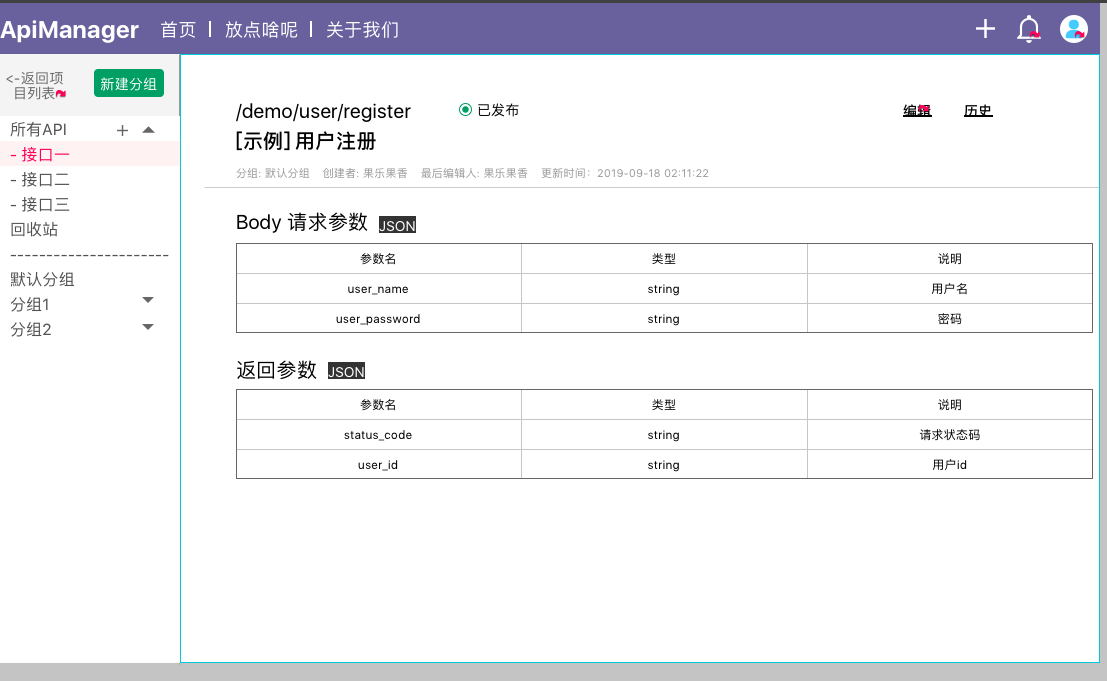 ApiManager 首页 | 放点啥呢 | 关于我们
<-返回项
目列表
新建分组
所有API
- 接口一
- 接口二
- 接口三
回收站
----------------------
默认分组
分组1
分组2
/demo/user/register 已发布 编辑 历史
[示例] 用户注册
分组: 默认分组 创建者: 果乐果香 最后编辑人: 果乐果香 更新时间：2019-09-18 02:11:22
Body 请求参数 JSON
参数名 类型 说明
user_name string 用户名
user_password string 密码
返回参数 JSON
参数名 类型 说明
status_code string 请求状态码
user_id string 用户id